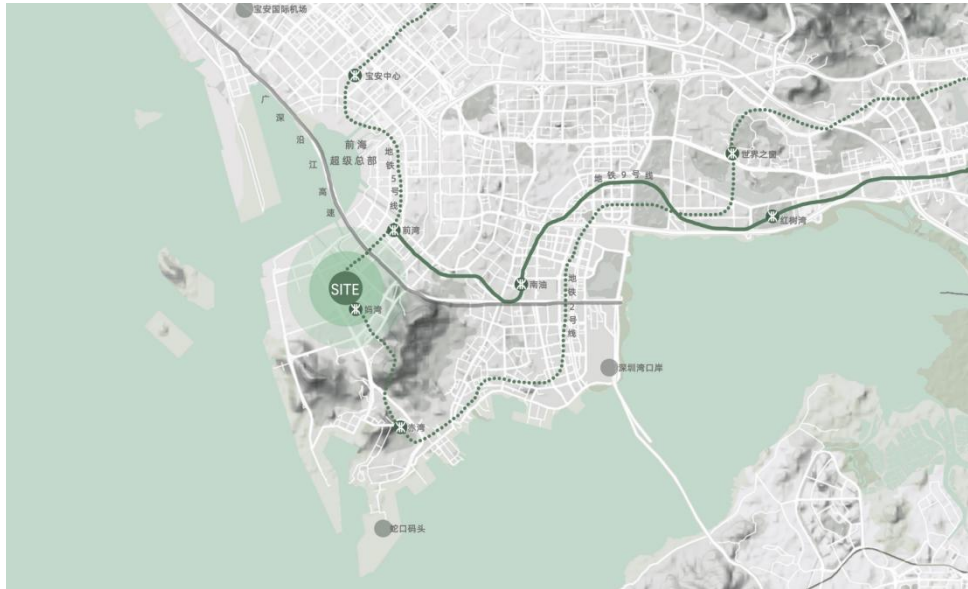 宝安国际机场
宝安中心
广深沿江高速
前海
超级总部
地铁5号线
世界之窗
地铁9号线
红树湾
前湾
SITE
妈湾
南油
地铁2号线
深圳湾口岸
赤湾
蛇口码头